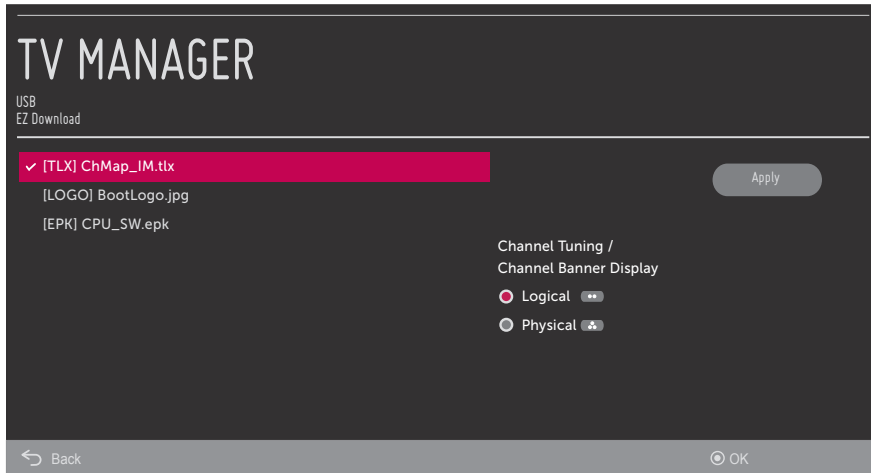 TV MANAGER
USB
EZ Download
[TLX] ChMap_IM.tlx
[LOGO] BootLogo.jpg
[EPK] CPU_SW.epk
Apply
Channel Tuning /
Channel Banner Display
Logical
Physical
Back
OK